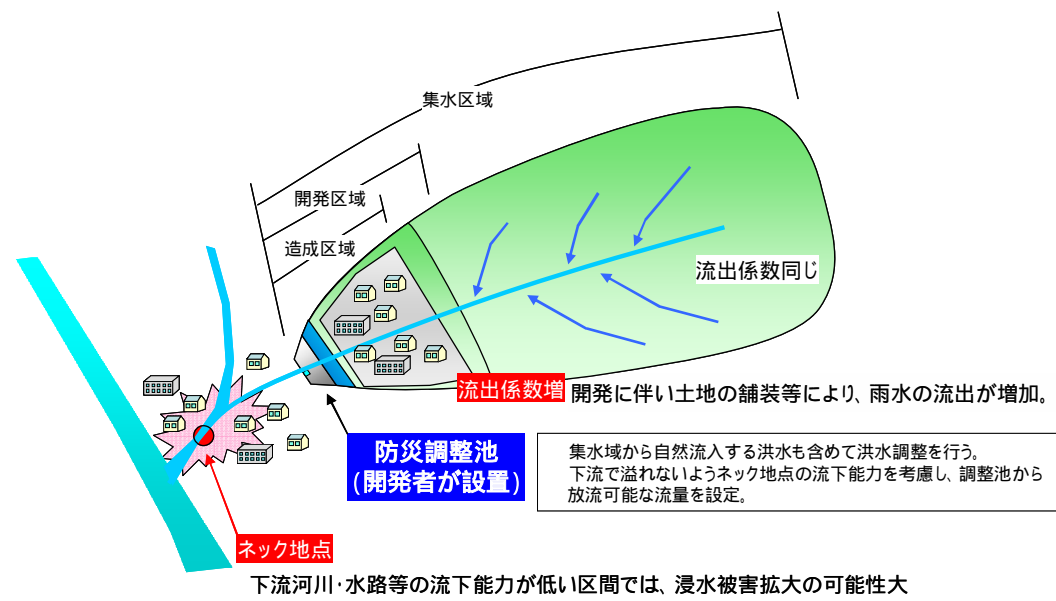 集水区域
開発区域
造成区域
流出係数同じ
流出係数増
開発に伴い土地の舗装等により、雨水の流出が増加。
防災調整池
(開発者が設置)
集水域から自然流入する洪水も含めて洪水調整を行う。
下流で溢れないようネック地点の流下能力を考慮し、調整池から
放流可能な流量を設定。
ネック地点
下流河川・水路等の流下能力が低い区間では、浸水被害拡大の可能性大